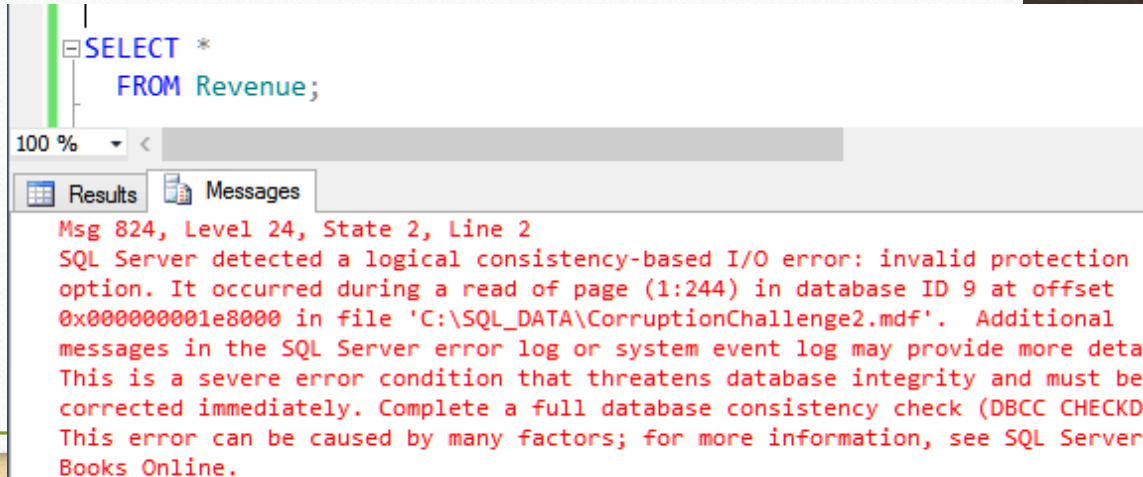 SELECT *
FROM Revenue;
100 %
Results Messages
Msg 824, Level 24, State 2, Line 2
SQL Server detected a logical consistency-based I/O error: invalid protection
option. It occurred during a read of page (1:244) in database ID 9 at offset
0x000000001e8000 in file 'C:\SQL_DATA\CorruptionChallenge2.mdf'.  Additional
messages in the SQL Server error log or system event log may provide more deta
This is a severe error condition that threatens database integrity and must be
corrected immediately. Complete a full database consistency check (DBCC CHECKD
This error can be caused by many factors; for more information, see SQL Server
Books Online.